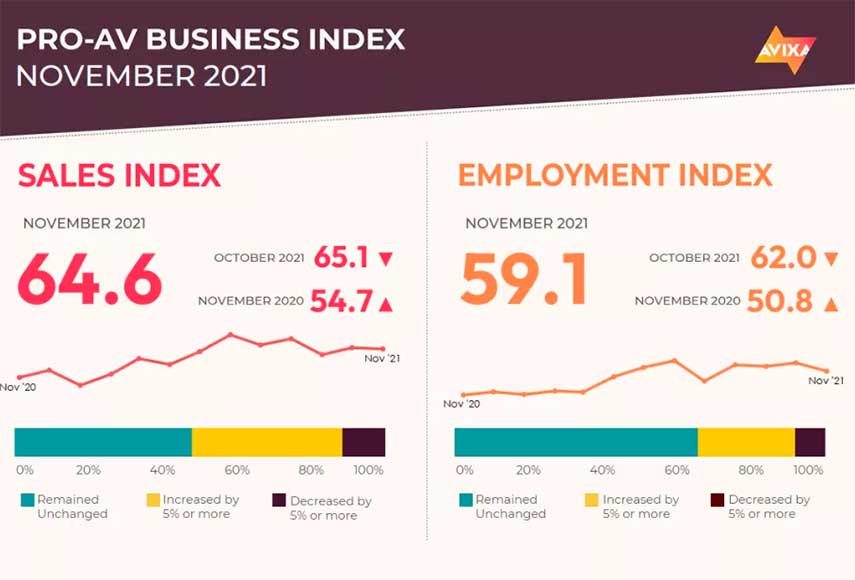 PRO-AV BUSINESS INDEX
NOVEMBER 2021
AVIXA
SALES INDEX
NOVEMBER 2021
64.6
OCTOBER 2021 65.1
NOVEMBER 2020 54.7
Nov '20
Nov '21
0% 20% 40% 60% 80% 100%
Remained
Unchanged
Increased by
5% or more
Decreased by
5% or more
EMPLOYMENT INDEX
NOVEMBER 2021
59.1
OCTOBER 2021 62.0
NOVEMBER 2020 50.8
Nov '20
Nov '21
0% 20% 40% 60% 80% 100%
Remained
Unchanged
Increased by
5% or more
Decreased by
5% or more